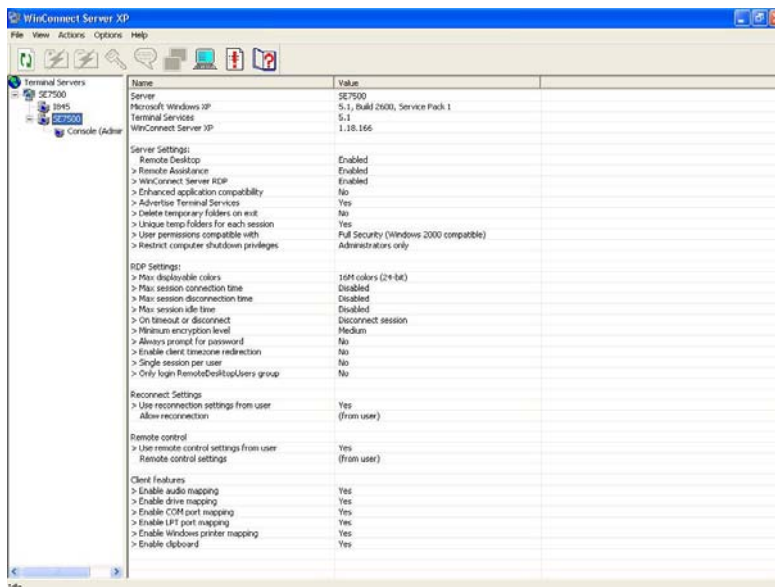 WinConnect Server XP
File View Actions Options Help
Terminal Servers
SE7500
I845
SE7500
Console (Admir
Name Value
Server SE7500
Microsoft Windows XP 5.1, Build 2600, Service Pack 1
Terminal Services 5.1
WinConnect Server XP 1.18.166
Server Settings:
Remote Desktop Enabled
> Remote Assistance Enabled
> WinConnect Server RDP Enabled
> Enhanced application compatibility No
> Advertise Terminal Services Yes
> Delete temporary folders on exit No
> Unique temp folders for each session Yes
> User permissions compatible with Full Security (Windows 2000 compatible)
> Restrict computer shutdown privileges Administrators only
RDP Settings:
> Max displayable colors 16M colors (24-bit)
> Max session connection time Disabled
> Max session disconnection time Disabled
> Max session idle time Disabled
> On timeout or disconnect Disconnect session
> Minimum encryption level Medium
> Always prompt for password No
> Enable client timezone redirection No
> Single session per user No
> Only login RemoteDesktopUsers group No
Reconnect Settings
> Use reconnection settings from user Yes
Allow reconnection (from user)
Remote control
> Use remote control settings from user Yes
Remote control settings (from user)
Client features
> Enable audio mapping Yes
> Enable drive mapping Yes
> Enable COM port mapping Yes
> Enable LPT port mapping Yes
> Enable Windows printer mapping Yes
> Enable clipboard Yes